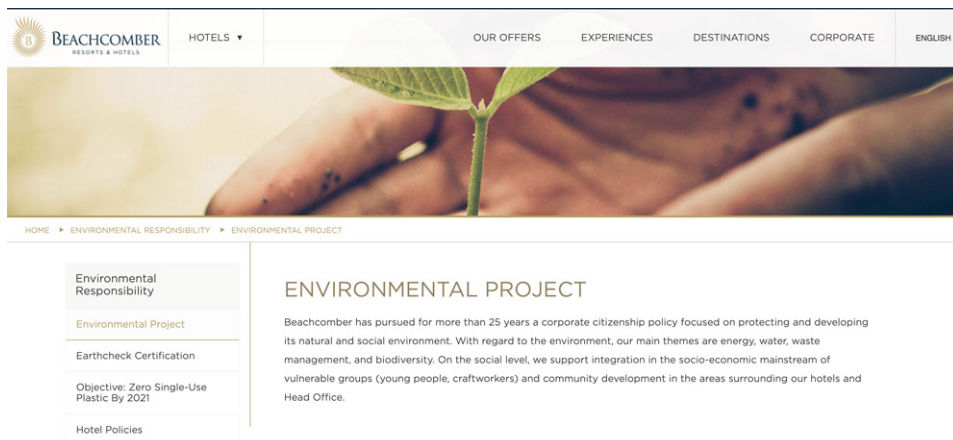 BEACHCOMBER
RESORTS & HOTELS
HOTELS ▼
OUR OFFERS
EXPERIENCES
DESTINATIONS
CORPORATE
ENGLISH
HOME ▸ ENVIRONMENTAL RESPONSIBILITY ▸ ENVIRONMENTAL PROJECT
Environmental
Responsibility
Environmental Project
Earthcheck Certification
Objective: Zero Single-Use
Plastic By 2021
Hotel Policies
ENVIRONMENTAL PROJECT
Beachcomber has pursued for more than 25 years a corporate citizenship policy focused on protecting and developing
its natural and social environment. With regard to the environment, our main themes are energy, water, waste
management, and biodiversity. On the social level, we support integration in the socio-economic mainstream of
vulnerable groups (young people, craftworkers) and community development in the areas surrounding our hotels and
Head Office.